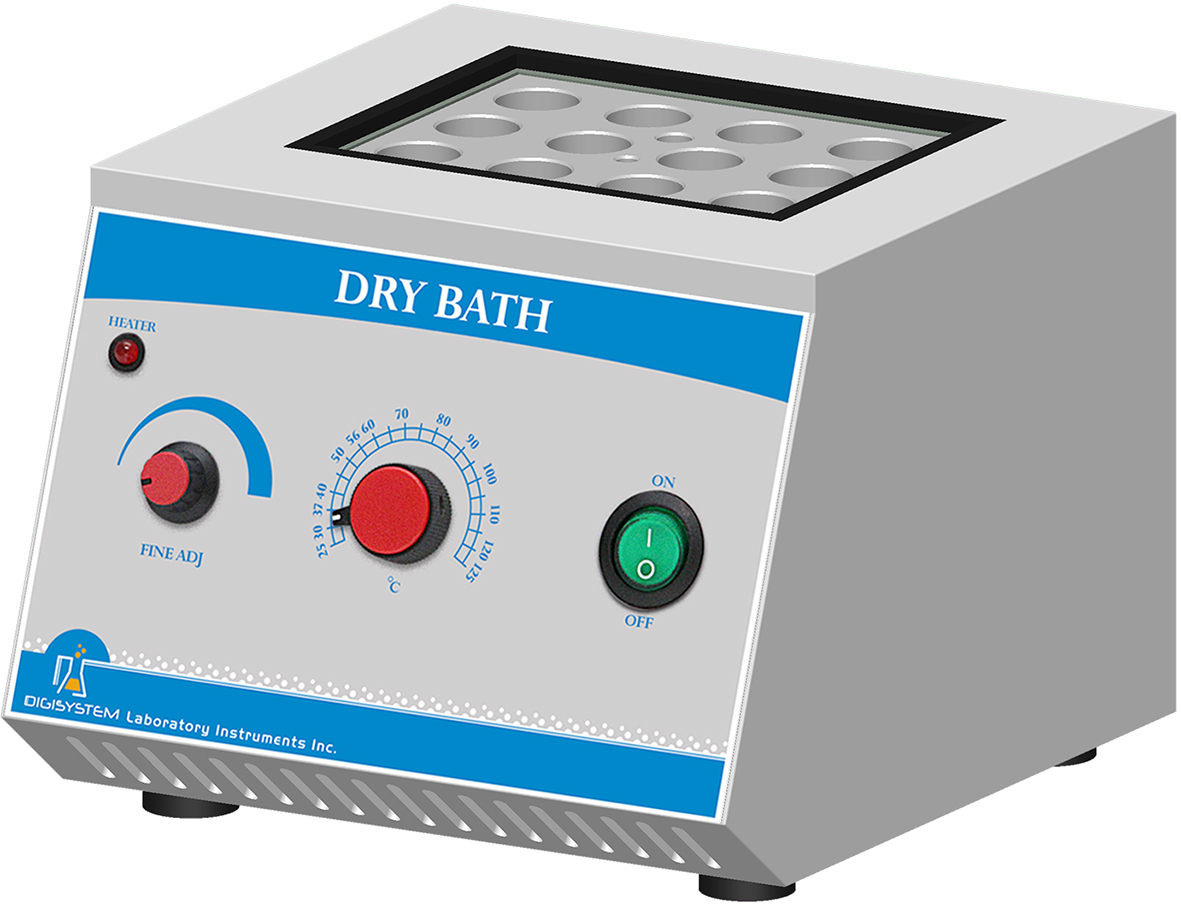 DRY BATH
HEATER
25 30 37 40 50 56 60 70 80 90 100 110 120 125
°C
FINE ADJ
ON
I
O
OFF
DIGISYSTEM Laboratory Instruments Inc.